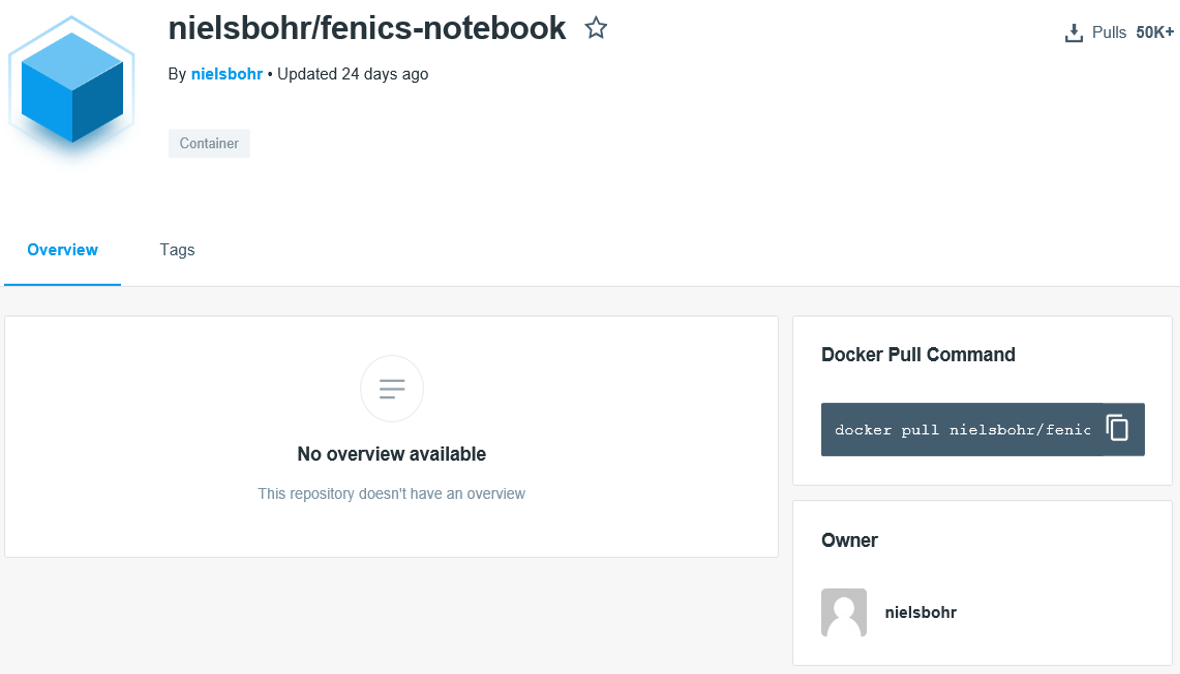 nielsbohr/fenics-notebook
Pulls 50K+
By nielsbohr • Updated 24 days ago
Container
Overview
Tags
No overview available
This repository doesn't have an overview
Docker Pull Command
docker pull nielsbohr/fenic
Owner
nielsbohr